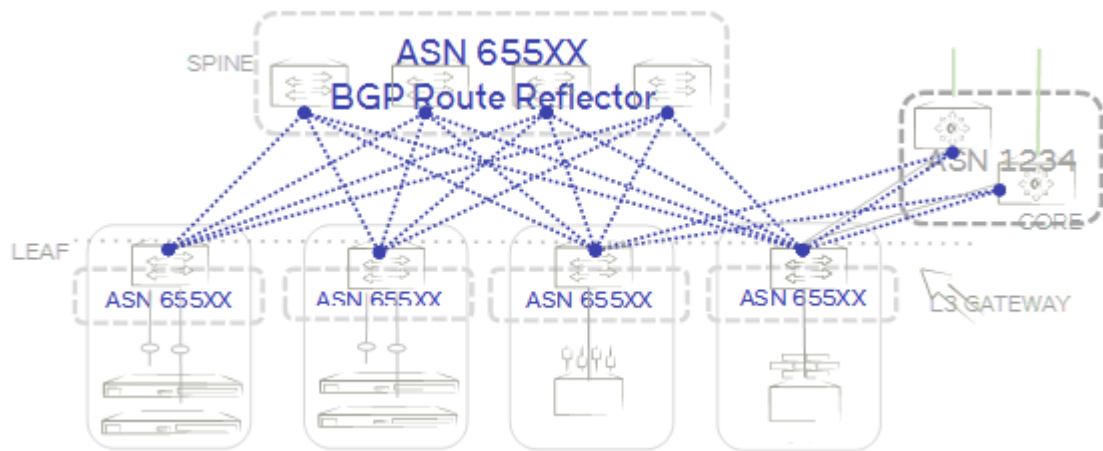 ASN 655XX
SPINE
BGP Route Reflector
ASN 1234
CORE
LEAF
ASN 655XX
ASN 655XX
ASN 655XX
ASN 655XX
L3 GATEWAY